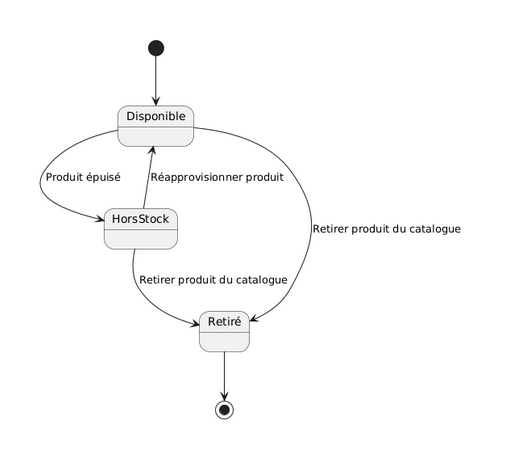 Disponible
Produit épuisé
Réapprovisionner produit
HorsStock
Retirer produit du catalogue
Retirer produit du catalogue
Retiré